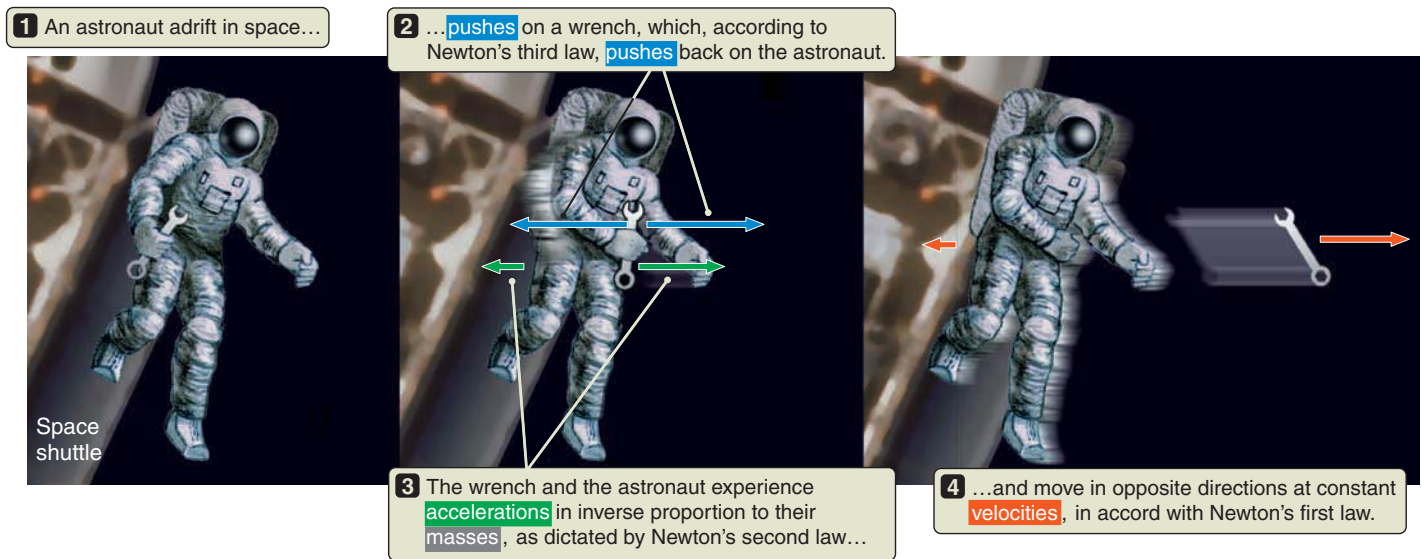 1 An astronaut adrift in space…
2 …pushes on a wrench, which, according to
Newton’s third law, pushes back on the astronaut.
Space
shuttle
3 The wrench and the astronaut experience
accelerations in inverse proportion to their
masses, as dictated by Newton’s second law…
4 …and move in opposite directions at constant
velocities, in accord with Newton’s first law.